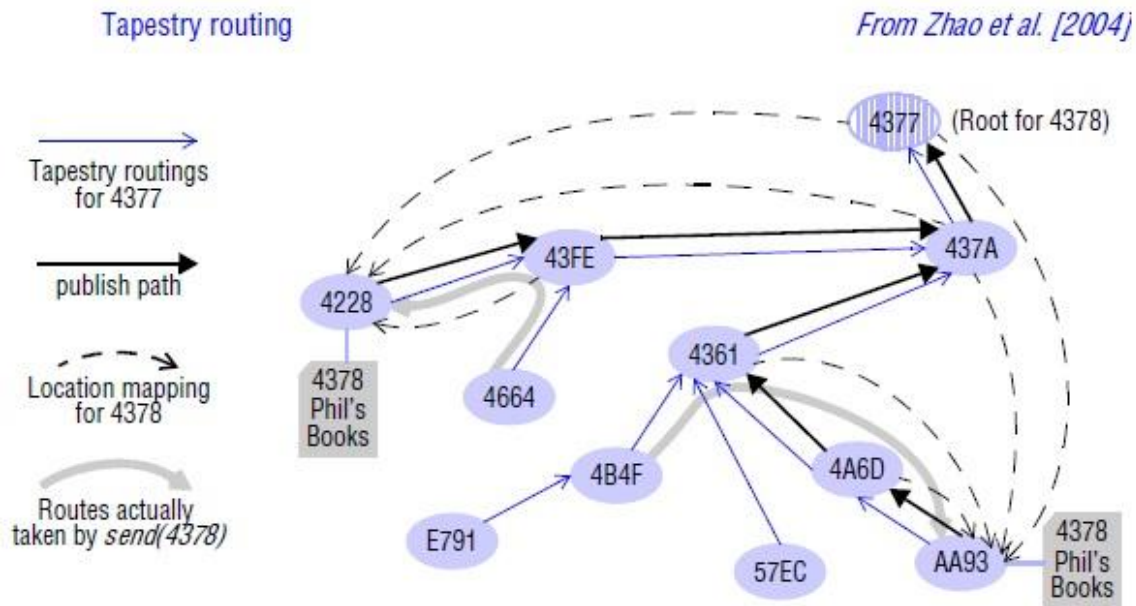 Tapestry routing
From Zhao et al. [2004]
4377
(Root for 4378)
Tapestry routings
for 4377
43FE
437A
publish path
4228
4361
4378
Phil's
Books
4664
Location mapping
for 4378
4B4F
4A6D
Routes actually
taken by send(4378)
E791
57EC
AA93
4378
Phil's
Books